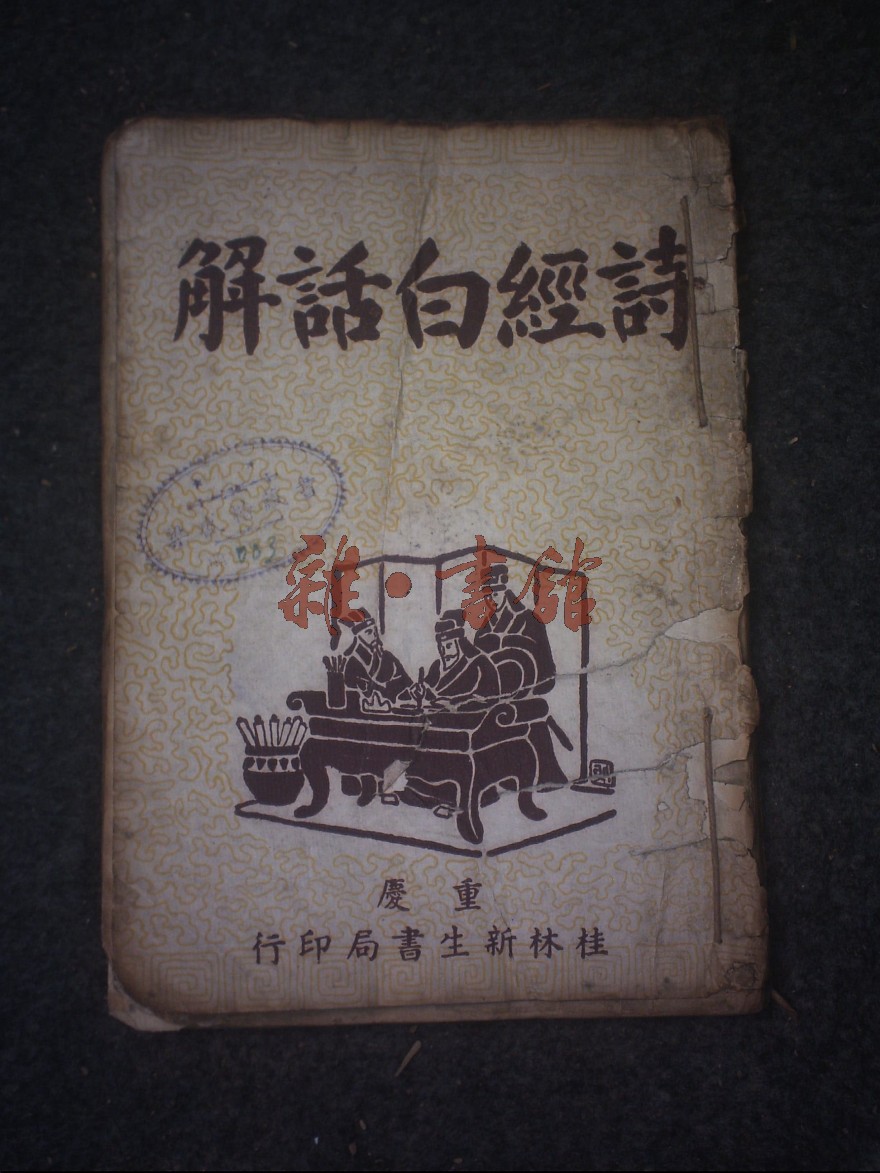 詩經白話解
雜·書館
重慶
桂林新生書局印行